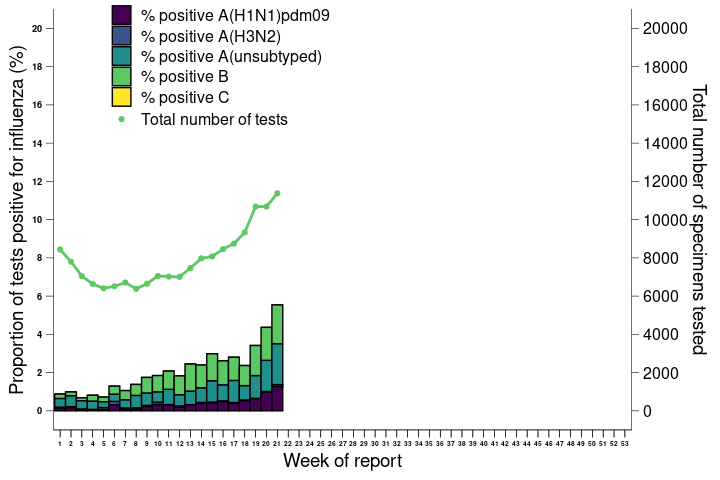 % positive A(H1N1)pdm09
% positive A(H3N2)
% positive A(unsubtyped)
% positive B
% positive C
Total number of tests
Proportion of tests positive for influenza (%)
20
18
16
14
12
10
8
6
4
2
0
20000
18000
16000
14000
12000
10000
8000
6000
4000
2000
0
Total number of specimens tested
1 2 3 4 5 6 7 8 9 10 11 12 13 14 15 16 17 18 19 20 21 22 23 24 25 26 27 28 29 30 31 32 33 34 35 36 37 38 39 40 41 42 43 44 45 46 47 48 49 50 51 52 53
Week of report